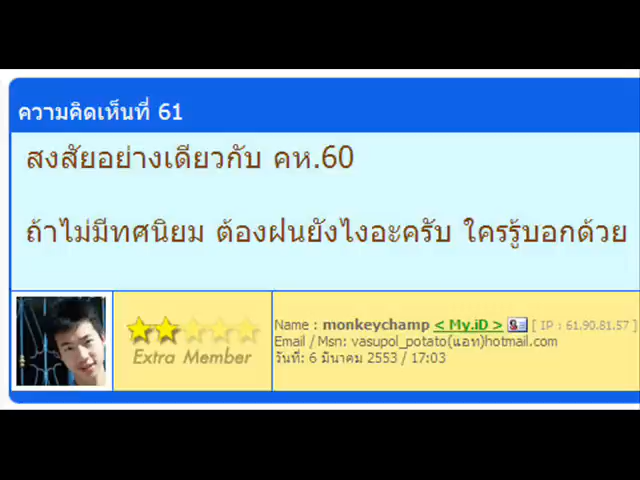 ความคิดเห็นที่ 61
สงสัยอย่างเดียวกับ คห.60
ถ้าไม่มีทศนิยม ต้องฝนยังไงอะครับ ใครรู้บอกด้วย
Extra Member
Name : monkeychamp < My.iD > [ IP : 61.90.81.57 ]
Email / Msn: vasupol_potato(แอท)hotmail.com
วันที่: 6 มีนาคม 2553 / 17:03